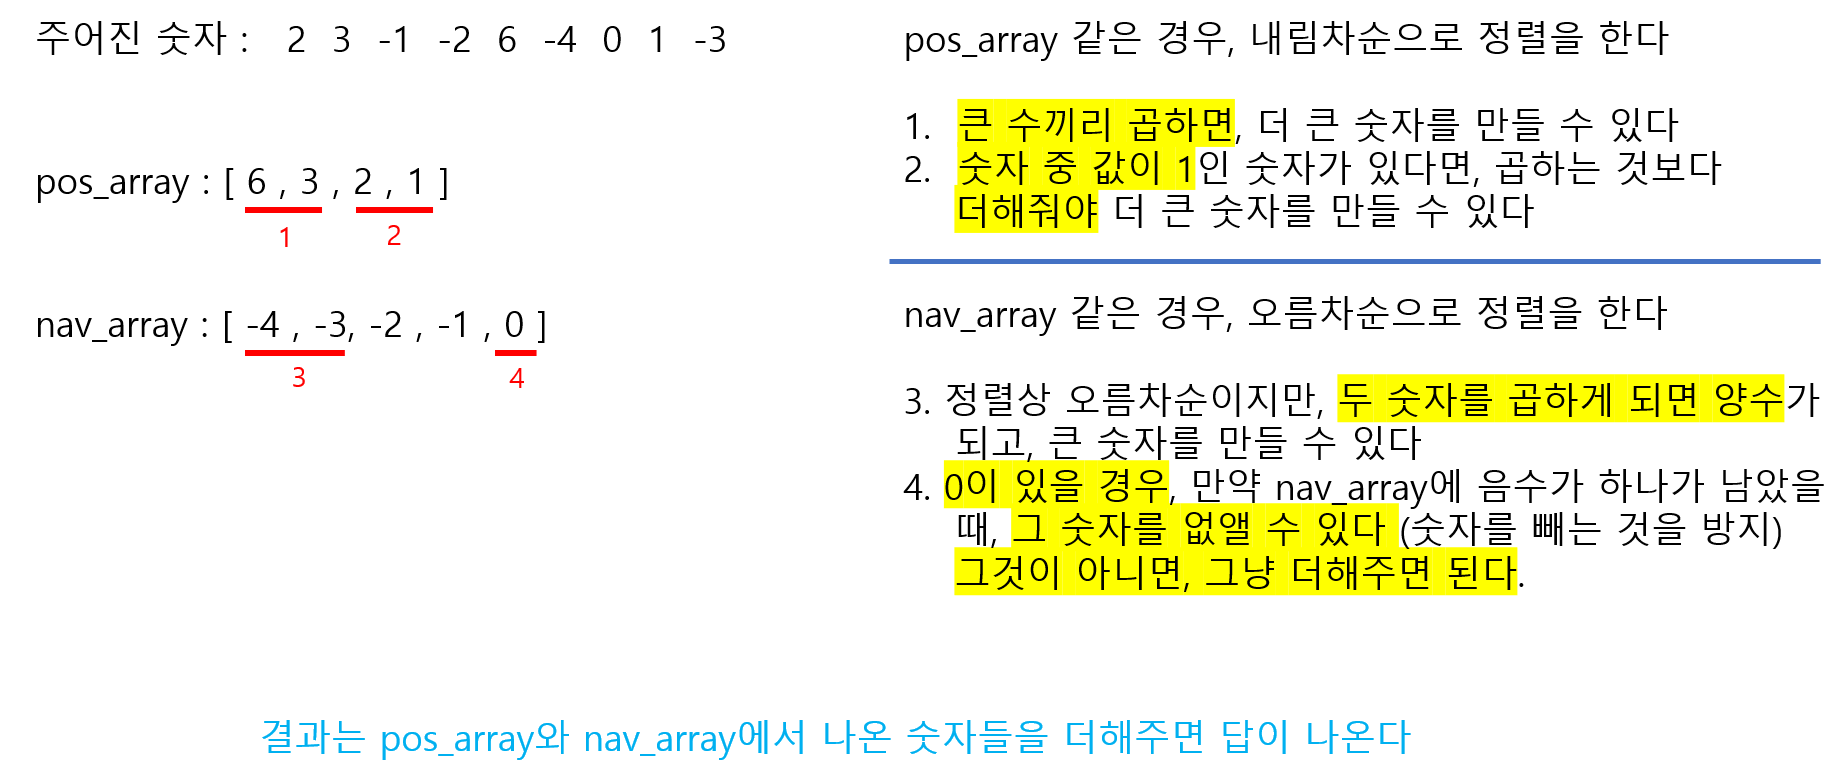 주어진 숫자 : 2 3 -1 -2 6 -4 0 1 -3
pos_array : [ 6 , 3 , 2 , 1 ]
1 2
nav_array : [ -4 , -3, -2 , -1 , 0 ]
3 4
pos_array 같은 경우, 내림차순으로 정렬을 한다
1. 큰 수끼리 곱하면, 더 큰 숫자를 만들 수 있다
2. 숫자 중 값이 1인 숫자가 있다면, 곱하는 것보다
더해줘야 더 큰 숫자를 만들 수 있다
nav_array 같은 경우, 오름차순으로 정렬을 한다
3. 정렬상 오름차순이지만, 두 숫자를 곱하게 되면 양수가
되고, 큰 숫자를 만들 수 있다
4. 0이 있을 경우, 만약 nav_array에 음수가 하나가 남았을
때, 그 숫자를 없앨 수 있다 (숫자를 빼는 것을 방지)
그것이 아니면, 그냥 더해주면 된다.
결과는 pos_array와 nav_array에서 나온 숫자들을 더해주면 답이 나온다